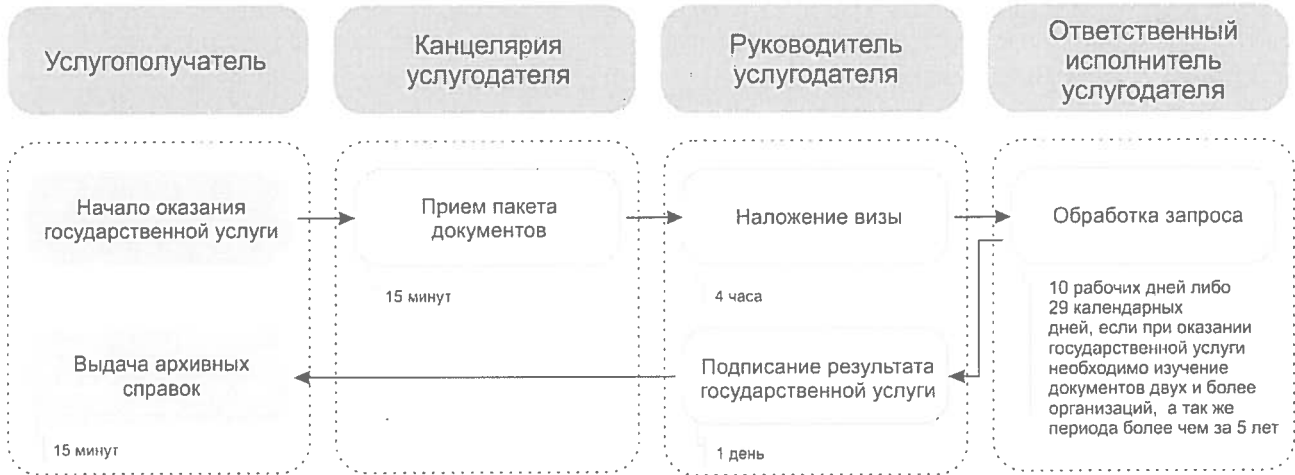 Услугополучатель
Канцелярия
услугодателя
Руководитель
услугодателя
Ответственный
исполнитель
услугодателя
Начало оказания
государственной услуги
Прием пакета
документов
Наложение визы
Обработка запроса
15 минут
4 часа
10 рабочих дней либо
29 календарных
дней, если при оказании
государственной услуги
необходимо изучение
документов двух и более
организаций, а так же
периода более чем за 5 лет
Выдача архивных
справок
Подписание результата
государственной услуги
15 минут
1 день